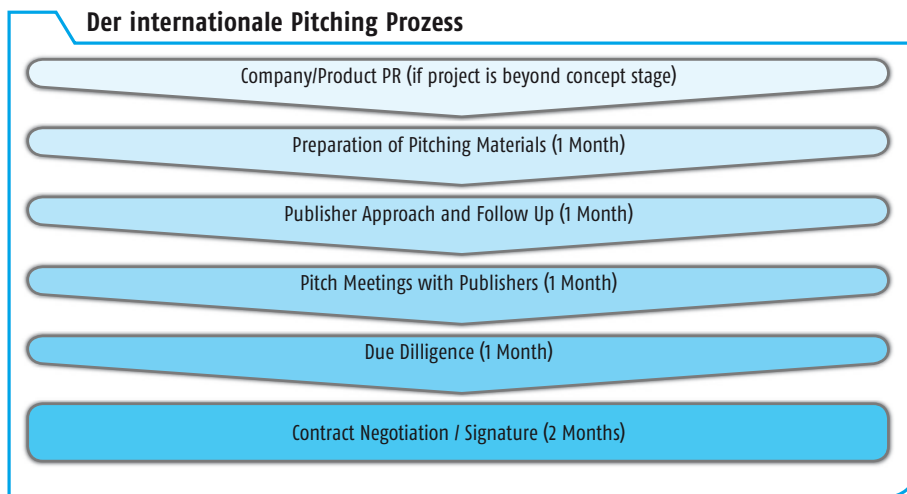 Der internationale Pitching Prozess
Company/Product PR (if project is beyond concept stage)
Preparation of Pitching Materials (1 Month)
Publisher Approach and Follow Up (1 Month)
Pitch Meetings with Publishers (1 Month)
Due Dilligence (1 Month)
Contract Negotiation / Signature (2 Months)